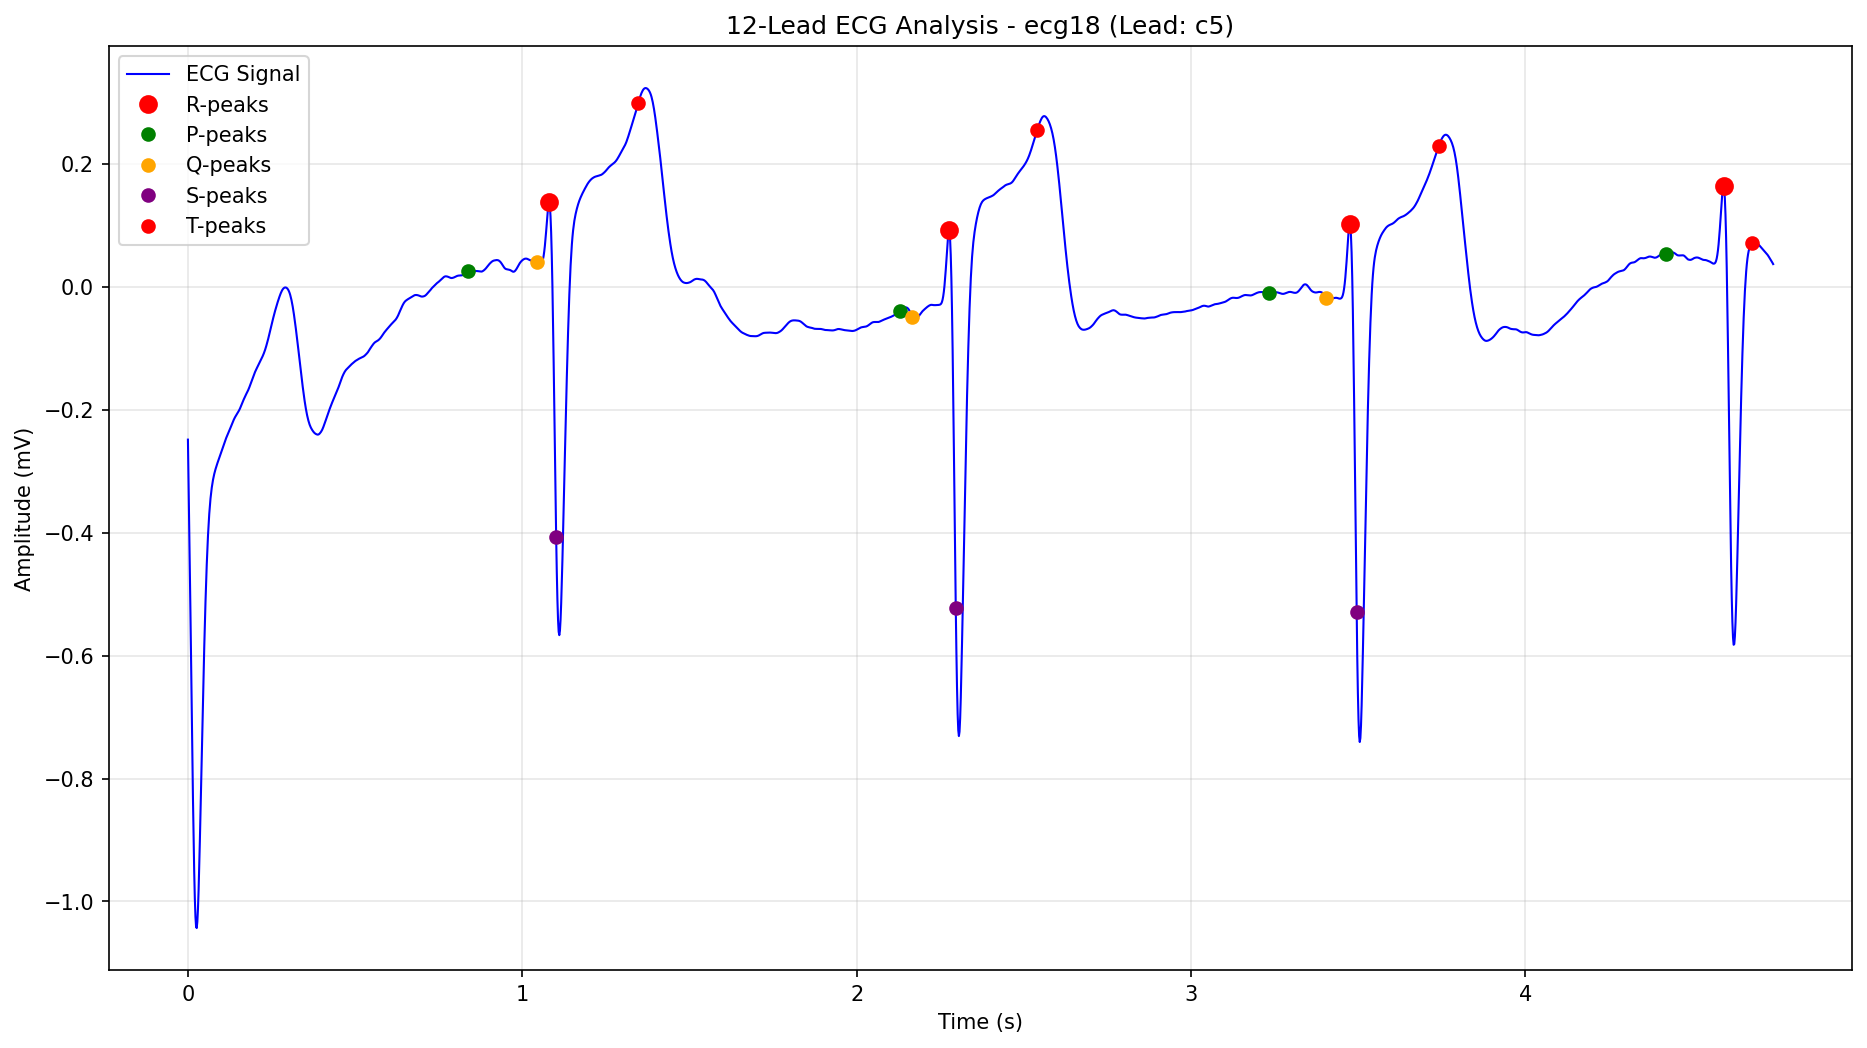 12-Lead ECG Analysis - ecg18 (Lead: c5)
ECG Signal
R-peaks
P-peaks
Q-peaks
S-peaks
T-peaks
0.2
0.0
−0.2
−0.4
−0.6
−0.8
−1.0
Amplitude (mV)
0 1 2 3 4
Time (s)